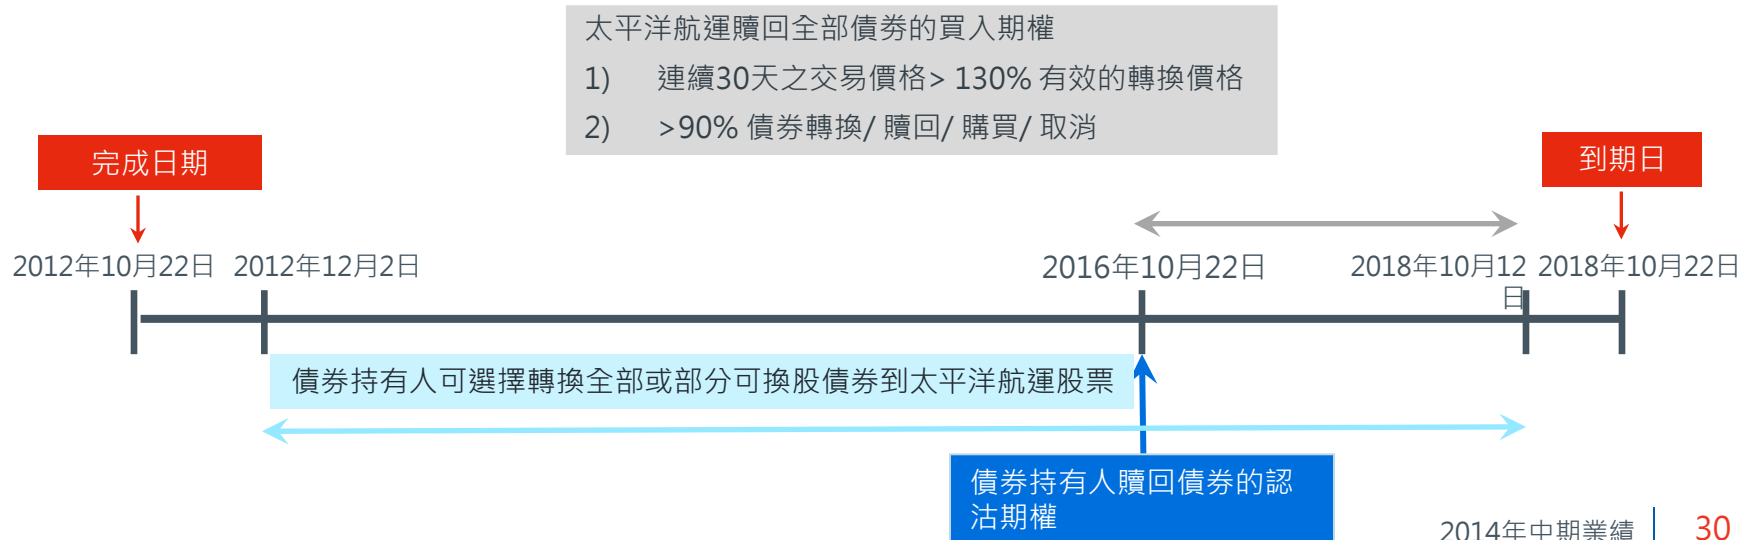 太平洋航運贖回全部債券的買入期權
1) 連續30天之交易價格> 130% 有效的轉換價格
2) >90% 債券轉換/ 贖回/ 購買/ 取消
完成日期
到期日
2012年10月22日
2012年12月2日
2016年10月22日
2018年10月12
日
2018年10月22日
債券持有人可選擇轉換全部或部分可換股債券到太平洋航運股票
債券持有人贖回債券的認
沽期權
2014年中期業績
30